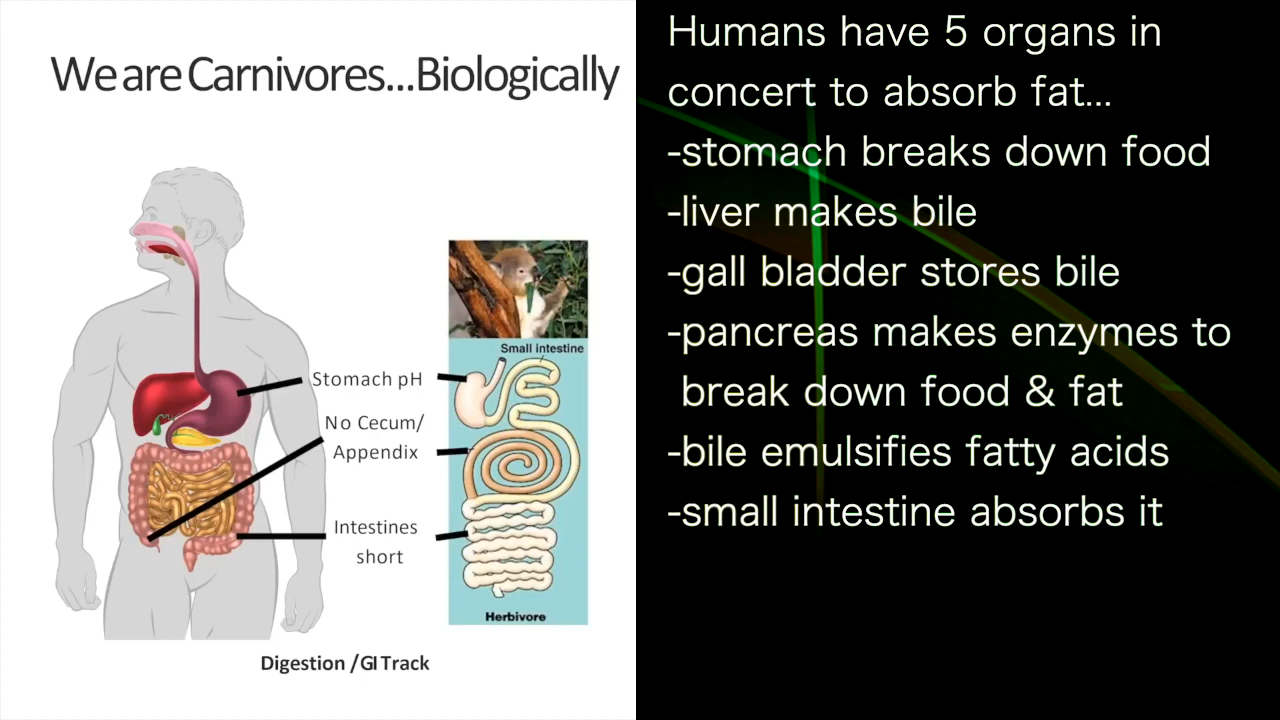 We are Carnivores...Biologically
Stomach pH
No Cecum/
Appendix
Intestines
short
Small intestine
Herbivore
Digestion /GI Track
Humans have 5 organs in
concert to absorb fat...
-stomach breaks down food
-liver makes bile
-gall bladder stores bile
-pancreas makes enzymes to
break down food & fat
-bile emulsifies fatty acids
-small intestine absorbs it